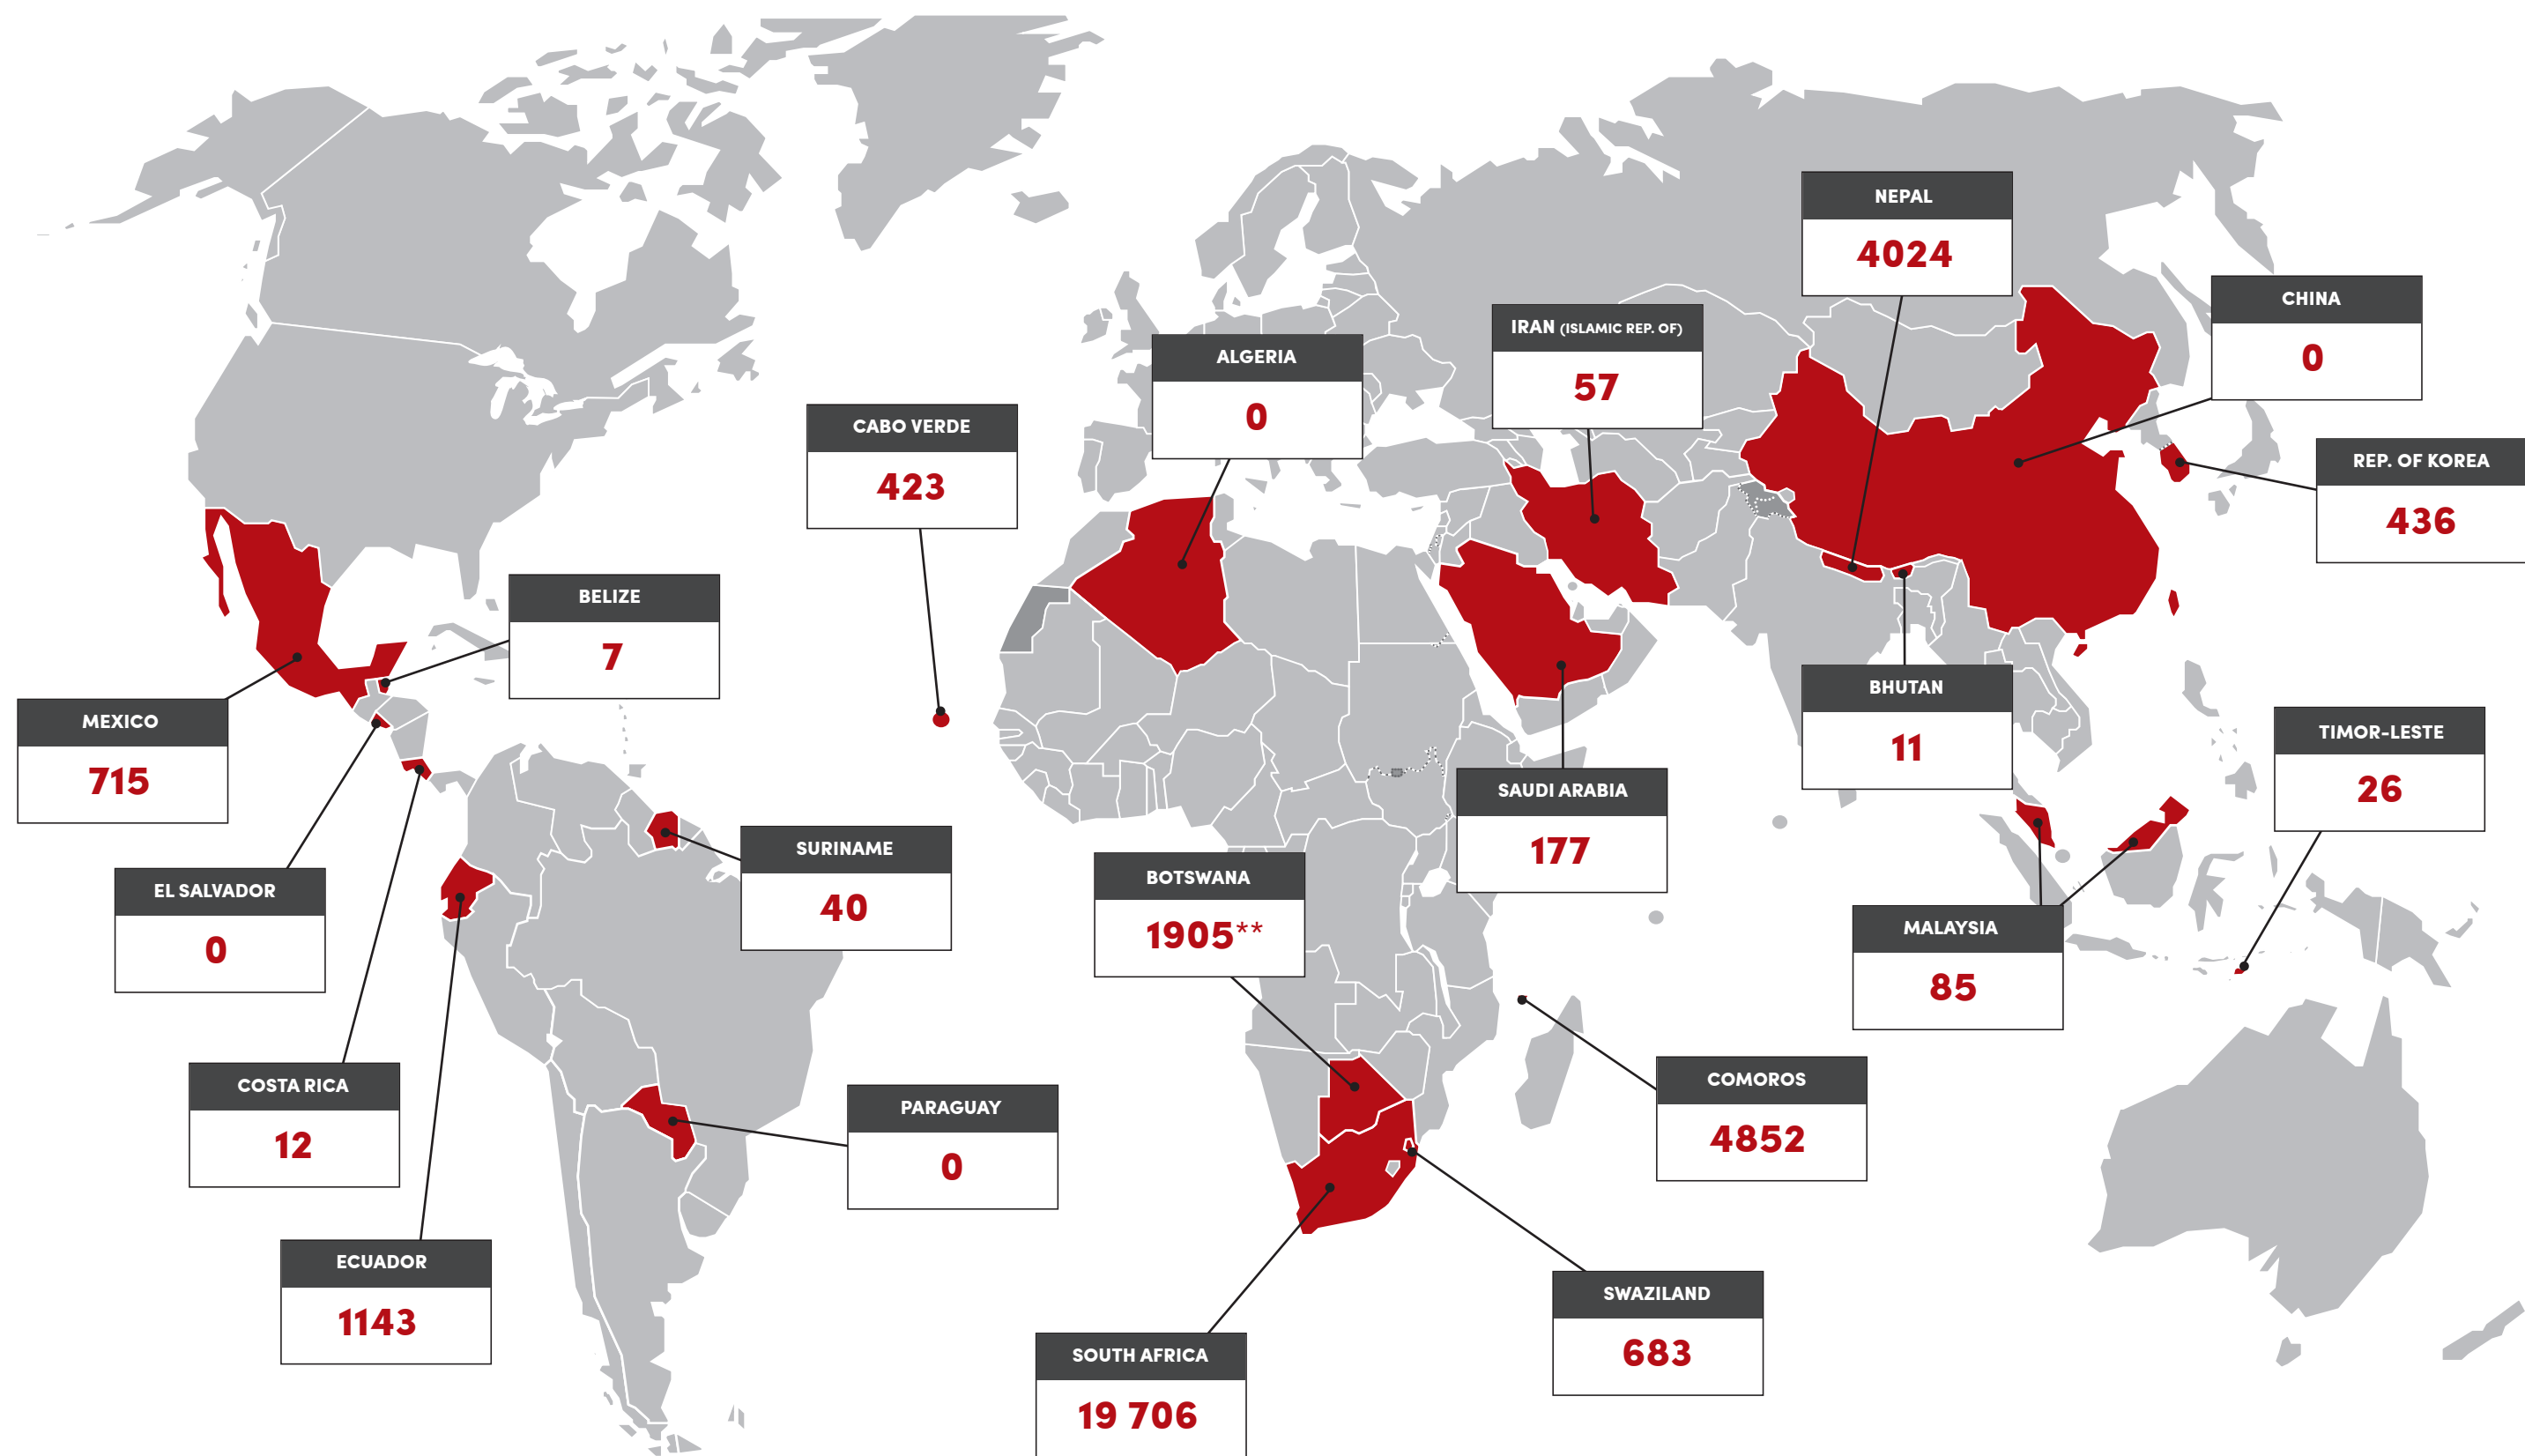 NEPAL
4024
CHINA
0
IRAN (ISLAMIC REP. OF)
57
ALGERIA
0
CABO VERDE
423
REP. OF KOREA
436
BELIZE
7
MEXICO
715
BHUTAN
11
TIMOR-LESTE
26
SAUDI ARABIA
177
SURINAME
40
BOTSWANA
1905**
EL SALVADOR
0
MALAYSIA
85
COSTA RICA
12
COMOROS
4852
PARAGUAY
0
ECUADOR
1143
SWAZILAND
683
SOUTH AFRICA
19 706